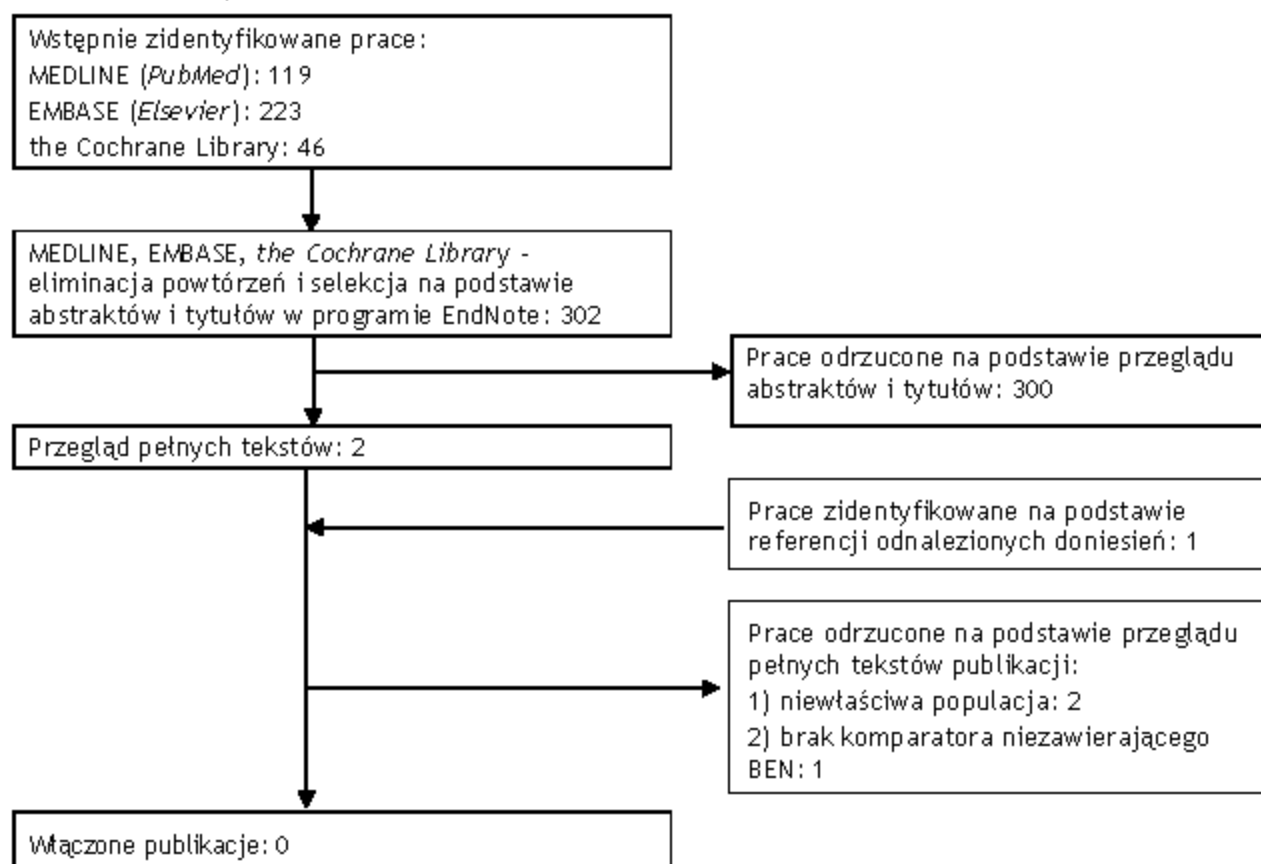 Wstępnie zidentyfikowane prace:
MEDLINE (PubMed): 119
EMBASE (Elsevier): 223
the Cochrane Library: 46
MEDLINE, EMBASE, the Cochrane Library -
eliminacja powtórzeń i selekcja na podstawie
abstraktów i tytułów w programie EndNote: 302
Prace odrzucone na podstawie przeglądu
abstraktów i tytułów: 300
Przegląd pełnych tekstów: 2
Prace zidentyfikowane na podstawie
referencji odnalezionych doniesień: 1
Prace odrzucone na podstawie przeglądu
pełnych tekstów publikacji:
1) niewłaściwa populacja: 2
2) brak komparatora niezawierającego
BEN: 1
Włączone publikacje: 0